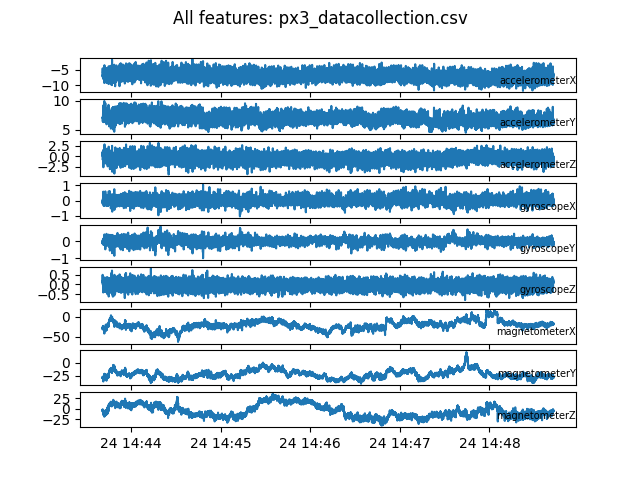 All features: px3_datacollection.csv
−5
−10
accelerometerX
10
5
accelerometerY
2.5
0.0
−2.5
accelerometerZ
1
0
−1
gyroscopeX
0
−1
gyroscopeY
0.5
0.0
−0.5
gyroscopeZ
0
−50
magnetometerX
0
−25
magnetometerY
25
0
−25
magnetometerZ
24 14:44 24 14:45 24 14:46 24 14:47 24 14:48